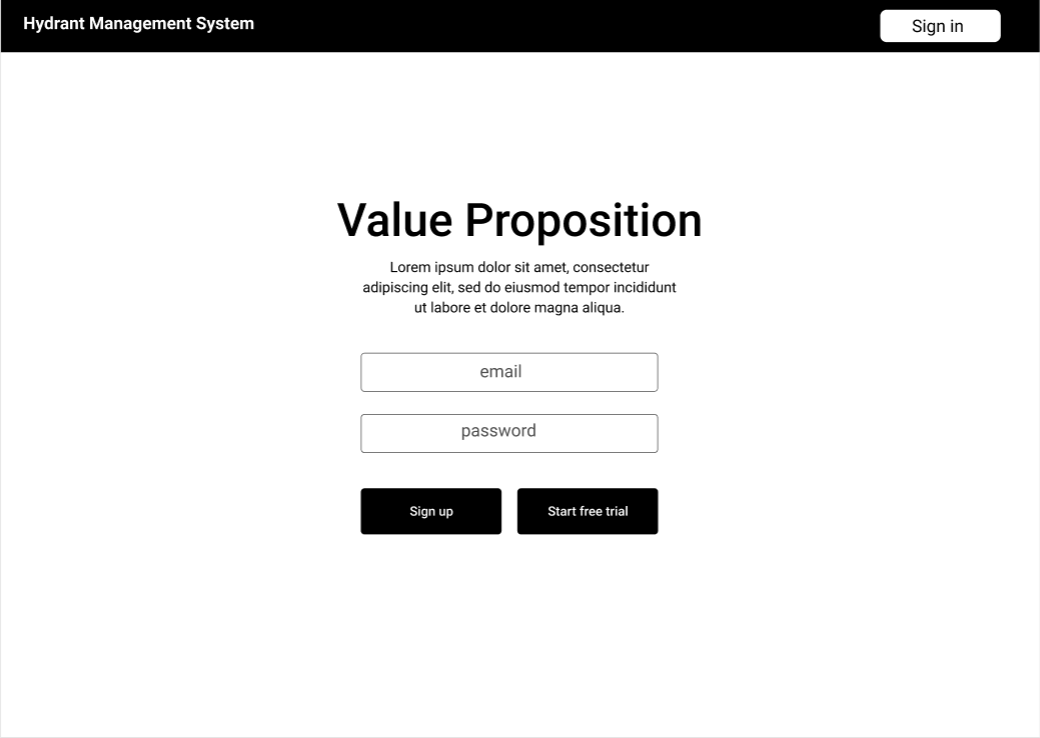 Hydrant Management System
Sign in
Value Proposition
Lorem ipsum dolor sit amet, consectetur
adipiscing elit, sed do eiusmod tempor incididunt
ut labore et dolore magna aliqua.
email
password
Sign up
Start free trial